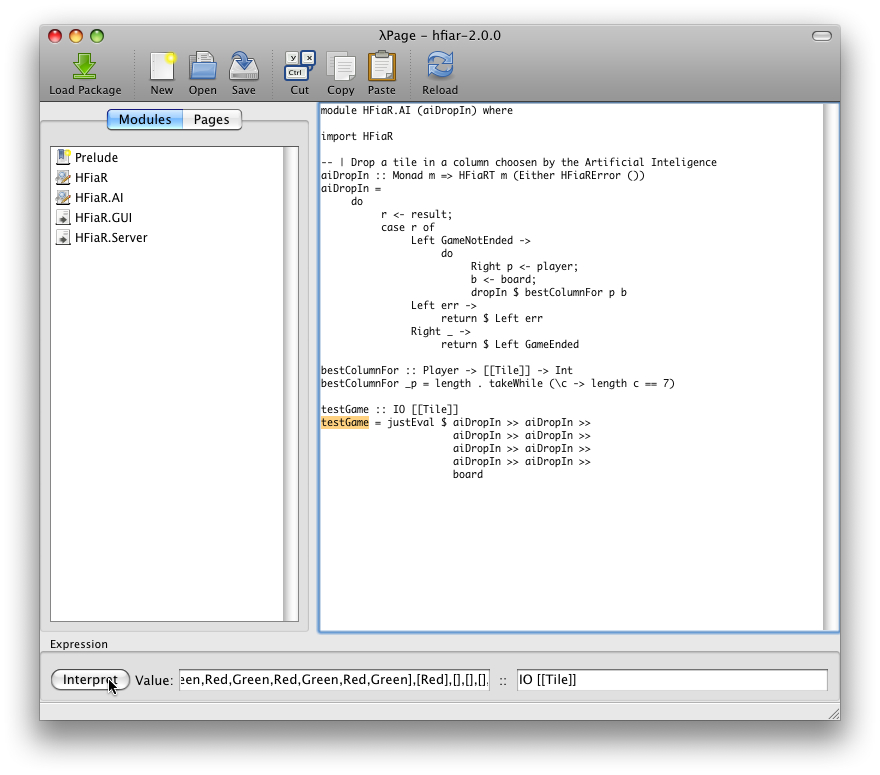 λPage - hfiar-2.0.0
Load Package New Open Save Cut Copy Paste Reload
y x
Ctrl
Modules Pages
Prelude
HFiaR
HFiaR.AI
HFiaR.GUI
HFiaR.Server
module HFiaR.AI (aiDropIn) where
import HFiaR
-- | Drop a tile in a column choosen by the Artificial Inteligence
aiDropIn :: Monad m => HFiaRT m (Either HFiaRError ())
aiDropIn =
do
r <- result;
case r of
Left GameNotEnded ->
do
Right p <- player;
b <- board;
dropIn $ bestColumnFor p b
Left err ->
return $ Left err
Right _ ->
return $ Left GameEnded
bestColumnFor :: Player -> [[Tile]] -> Int
bestColumnFor _p = length . takeWhile (\c -> length c == 7)
testGame :: IO [[Tile]]
testGame = justEval $ aiDropIn >> aiDropIn >>
aiDropIn >> aiDropIn >>
aiDropIn >> aiDropIn >>
aiDropIn >> aiDropIn >>
board
Expression
Interpret Value: een,Red,Green,Red,Green,Red,Green],[Red],[],[],[], :: IO [[Tile]]